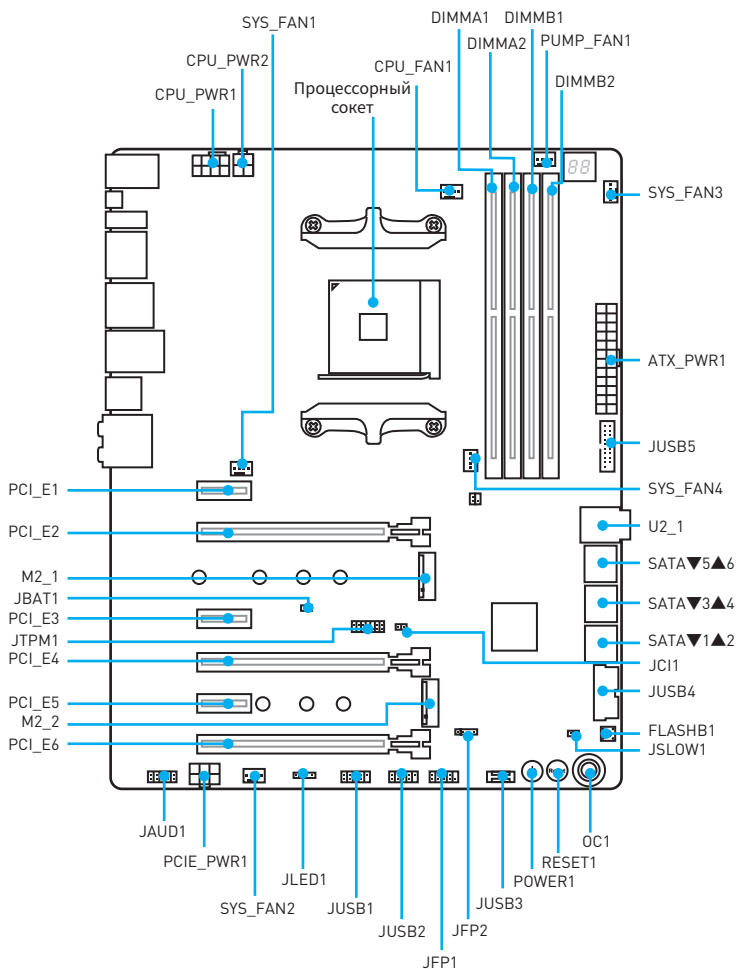 SYS_FAN1
DIMMA1
DIMMB1
DIMMA2
PUMP_FAN1
CPU_PWR2
CPU_FAN1
DIMMB2
CPU_PWR1
Процессорный
сокет
88
SYS_FAN3
ATX_PWR1
JUSB5
SYS_FAN4
PCI_E1
U2_1
PCI_E2
SATA▼5▲6
M2_1
JBAT1
SATA▼3▲4
PCI_E3
JTPM1
SATA▼1▲2
PCI_E4
JCI1
JUSB4
PCI_E5
M2_2
FLASHB1
PCI_E6
JSLOW1
JAUD1
OC1
PCIE_PWR1
RESET1
JLED1
POWER1
SYS_FAN2
JUSB1
JUSB3
JUSB2
JFP2
JFP1